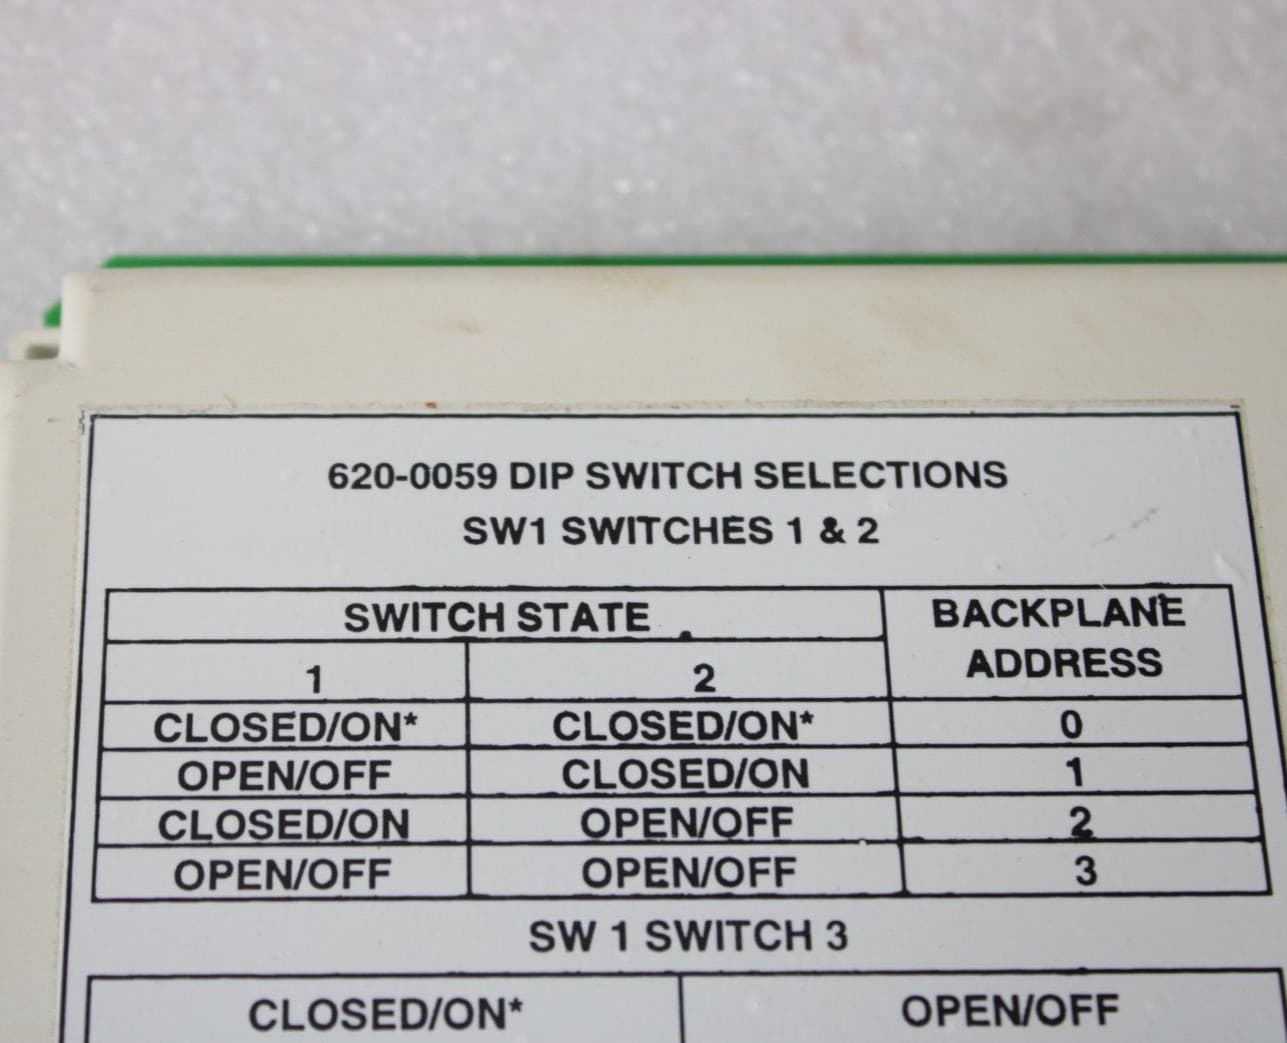 620-0059 DIP SWITCH SELECTIONS
SW1 SWITCHES 1 & 2
SWITCH STATE BACKPLANE ADDRESS
1 2
CLOSED/ON* CLOSED/ON* 0
OPEN/OFF CLOSED/ON 1
CLOSED/ON OPEN/OFF 2
OPEN/OFF OPEN/OFF 3
SW 1 SWITCH 3
CLOSED/ON* OPEN/OFF